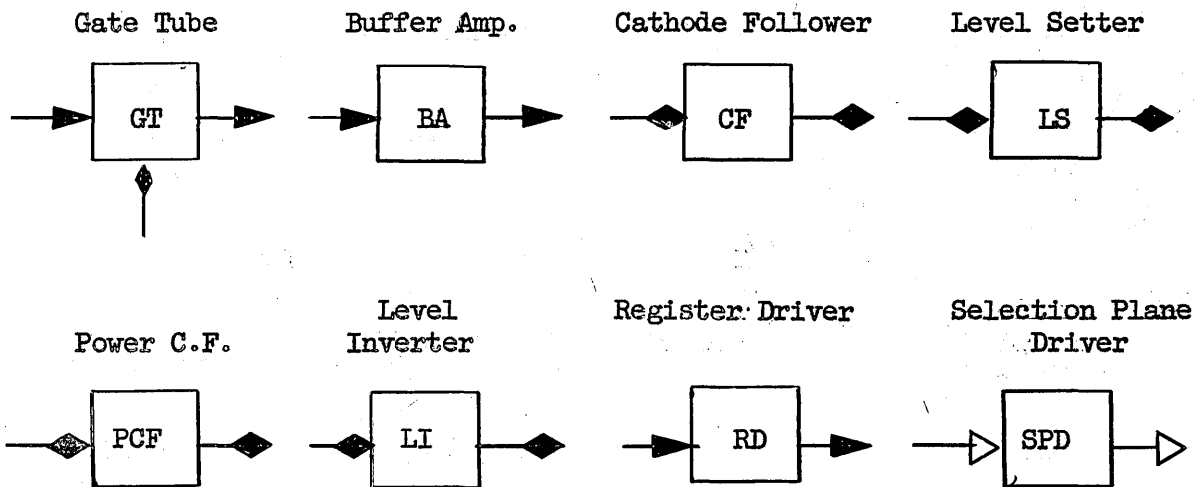 Gate Tube
Buffer Amp.
Cathode Follower
Level Setter
GT
BA
CF
LS
Power C.F.
Level
Inverter
Register Driver
Selection Plane
Driver
PCF
LI
RD
SPD